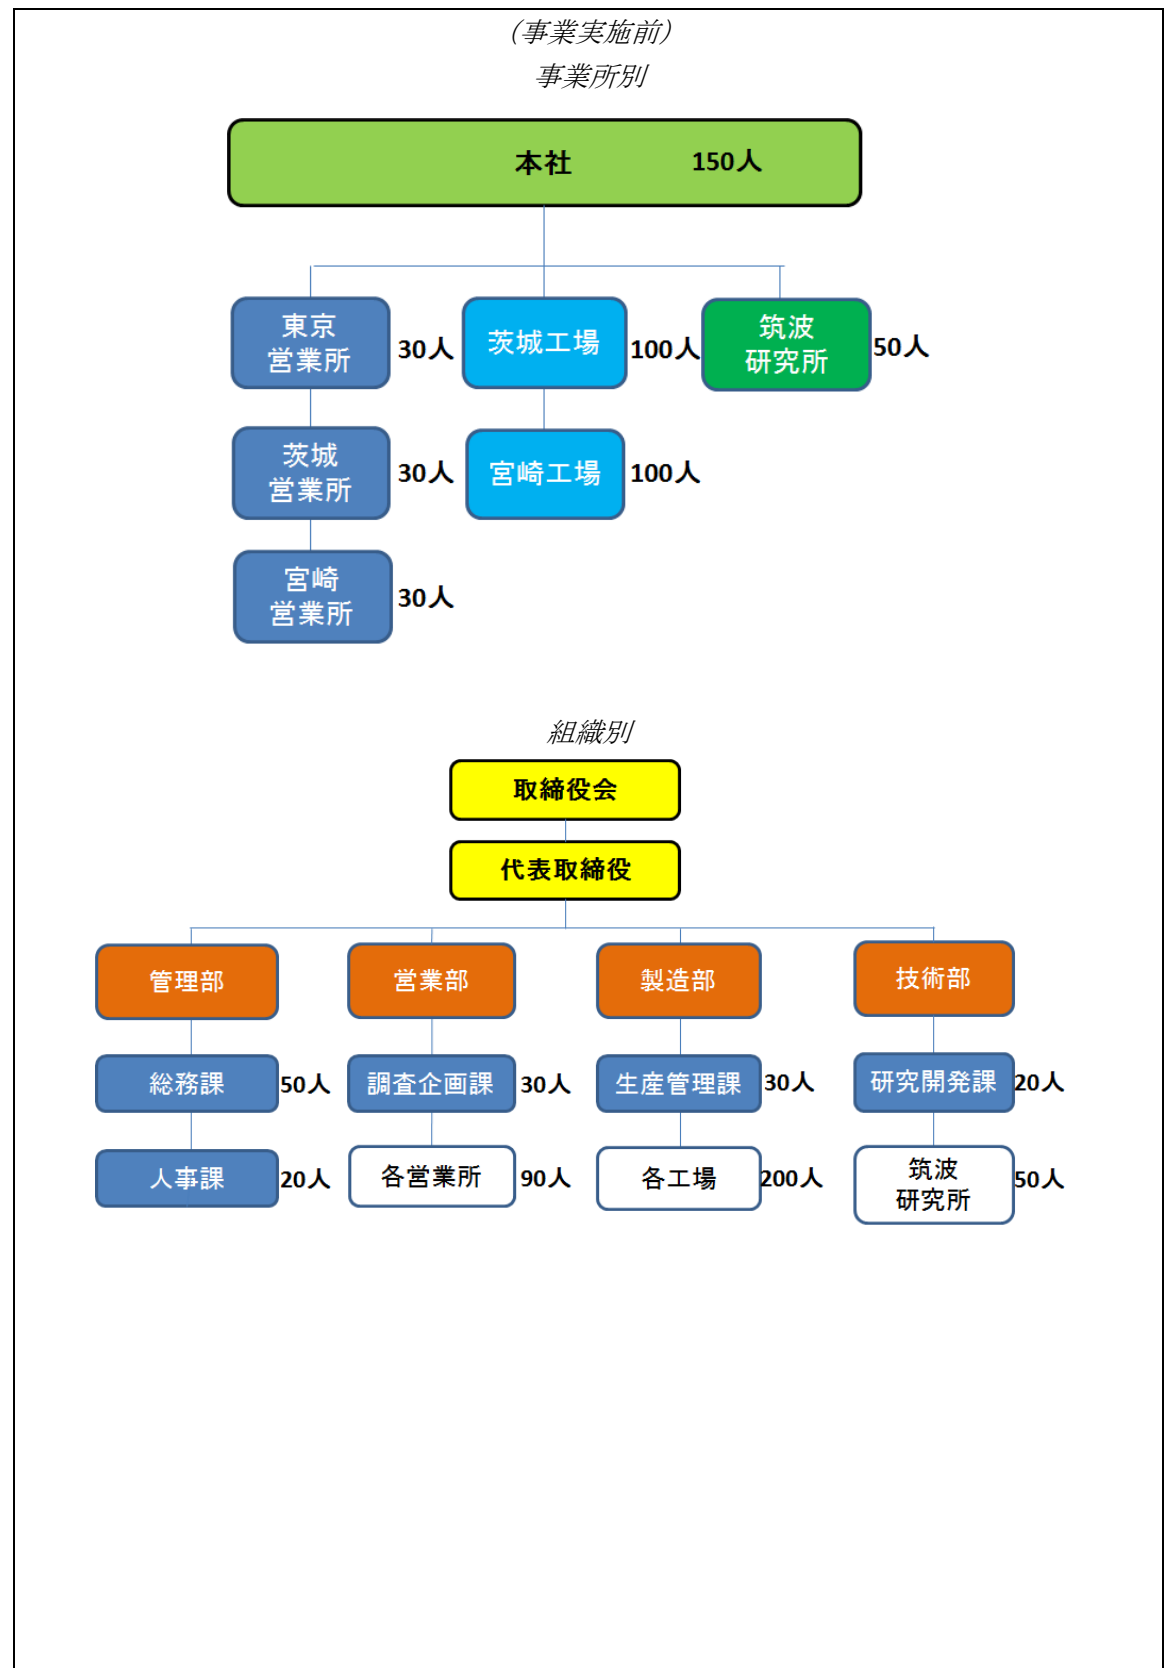 （事業実施前）
事業所別
本社 150人
東京
営業所
30人
茨城工場
100人
筑波
研究所
50人
茨城
営業所
30人
宮崎工場
100人
宮崎
営業所
30人
組織別
取締役会
代表取締役
管理部
営業部
製造部
技術部
総務課
50人
調査企画課
30人
生産管理課
30人
研究開発課
20人
人事課
20人
各営業所
90人
各工場
200人
筑波
研究所
50人